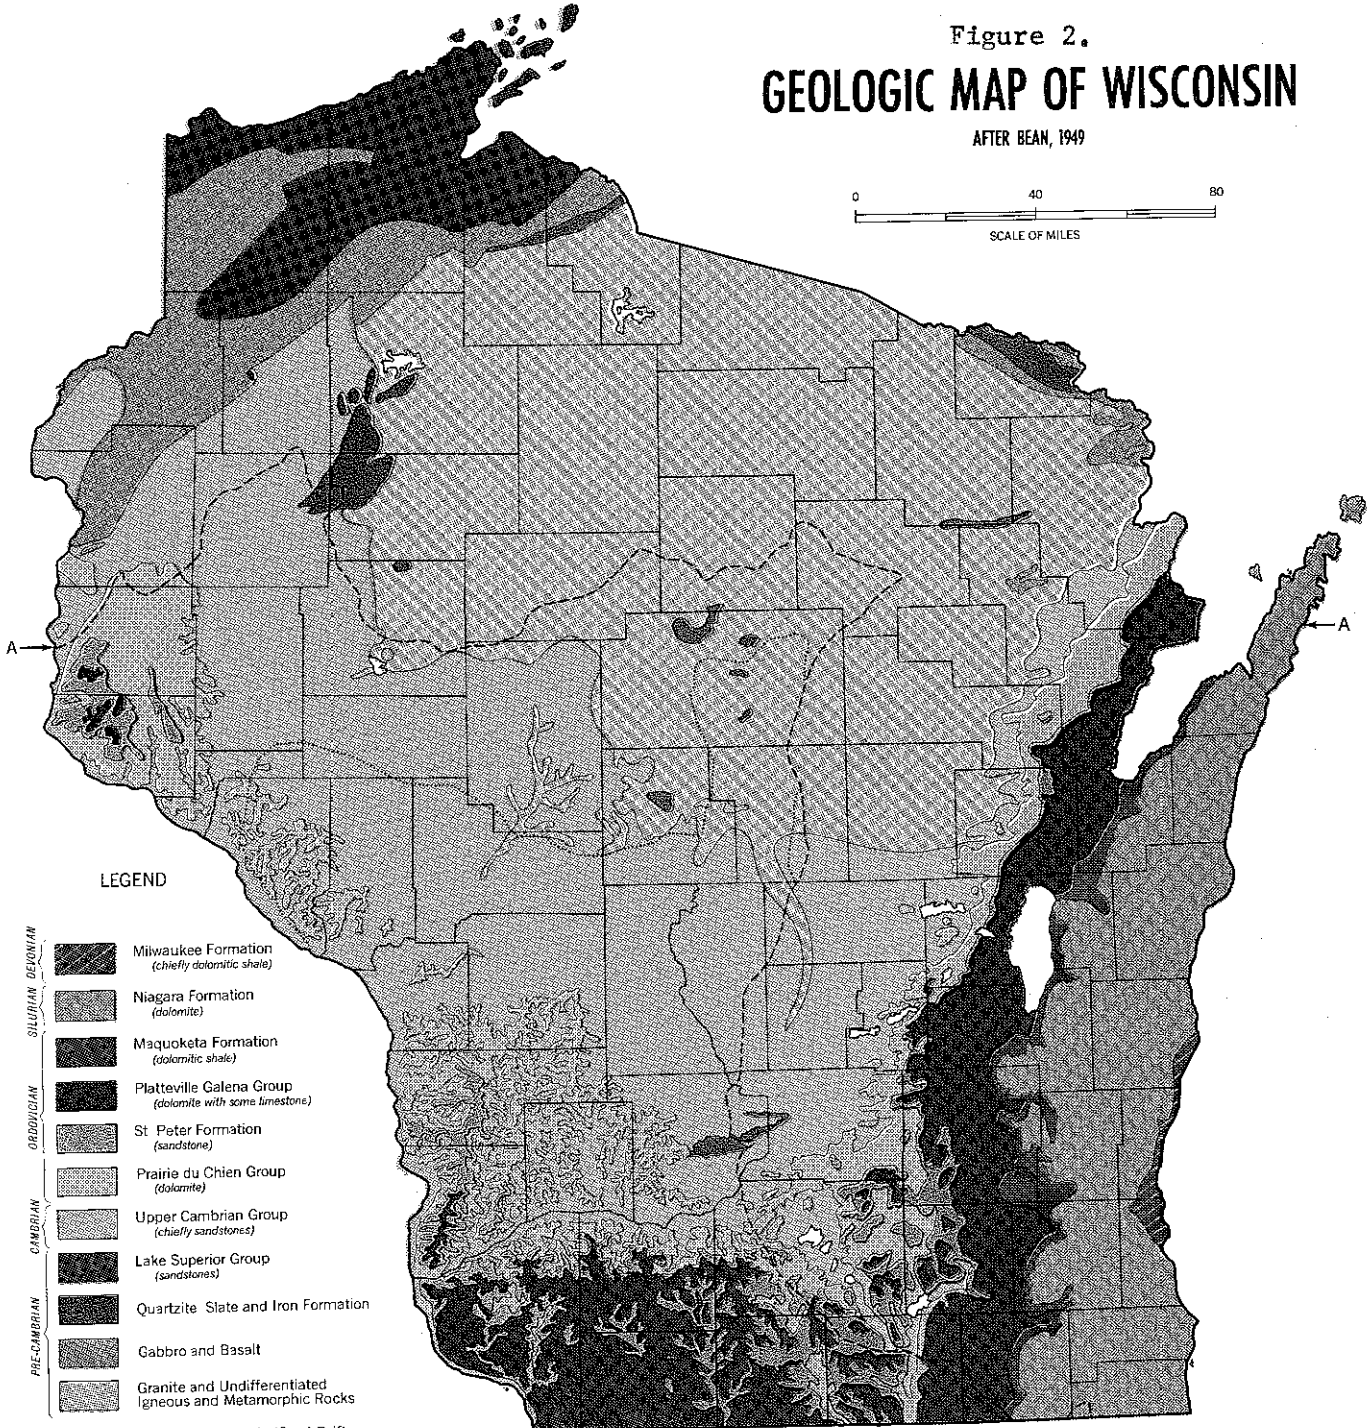 Figure 2.
GEOLOGIC MAP OF WISCONSIN
AFTER BEAN, 1949
0 40 80
SCALE OF MILES
A
A
LEGEND
DEVONIAN
Milwaukee Formation
(chiefly dolomitic shale)
SILURIAN
Niagara Formation
(dolomite)
ORDOVICIAN
Maquoketa Formation
(dolomitic shale)
Platteville Galena Group
(dolomite with some limestone)
St Peter Formation
(sandstone)
Prairie du Chien Group
(dolomite)
CAMBRIAN
Upper Cambrian Group
(chiefly sandstones)
PRE-CAMBRIAN
Lake Superior Group
(sandstones)
Quartzite Slate and Iron Formation
Gabbro and Basalt
Granite and Undifferentiated
Igneous and Metamorphic Rocks